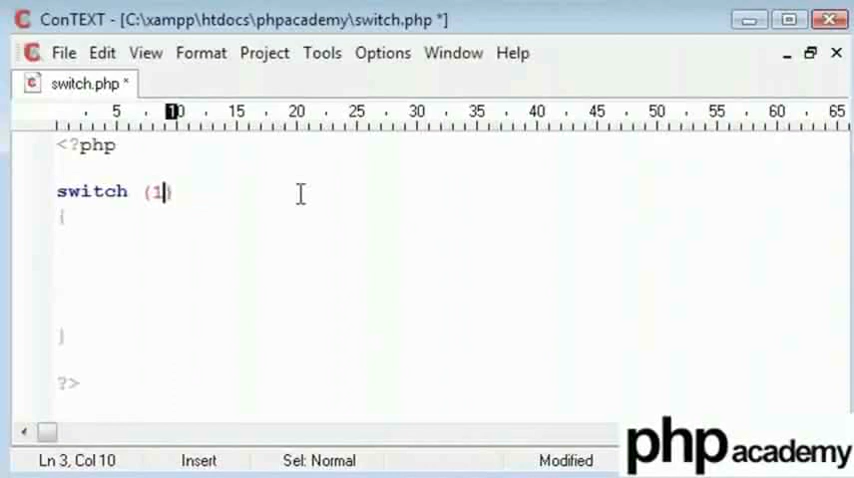 ConTEXT - [C:\xampp\htdocs\phpacademy\switch.php *]
File Edit View Format Project Tools Options Window Help
switch.php *
5 10 15 20 25 30 35 40 45 50 55 60 65
<?php
switch (1)
{
}
?>
Ln 3, Col 10 Insert Sel: Normal Modified
php academy